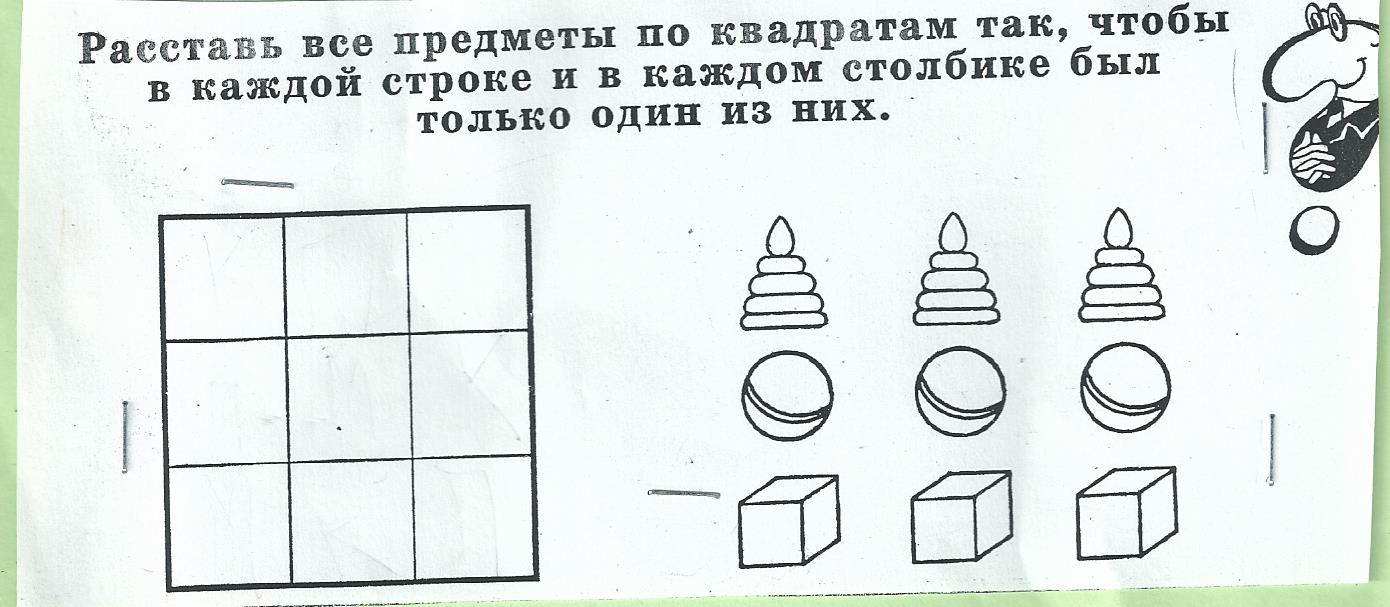 Расставь все предметы по квадратам так, чтобы
в каждой строке и в каждом столбике был
только один из них.